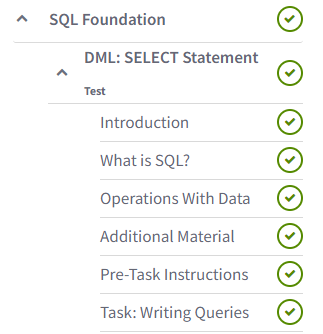 SQL Foundation
DML: SELECT Statement
Test
Introduction
What is SQL?
Operations With Data
Additional Material
Pre-Task Instructions
Task: Writing Queries